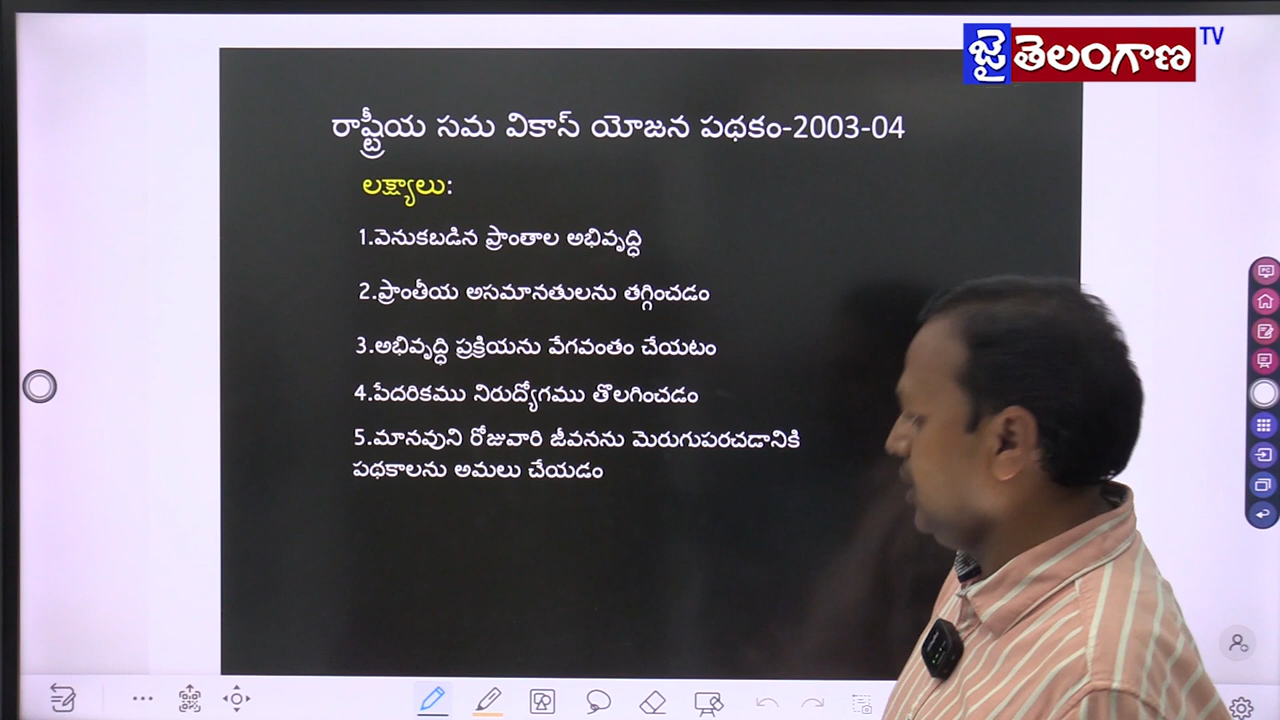 జై తెలంగాణ TV
రాష్ట్రీయ సమ వికాస్ యోజన పథకం-2003-04
లక్ష్యాలు:
1.వెనుకబడిన ప్రాంతాల అభివృద్ధి
2.ప్రాంతీయ అసమానతులను తగ్గించడం
3.అభివృద్ధి ప్రక్రియను వేగవంతం చేయటం
4.పేదరికము నిరుద్యోగము తొలగించడం
5.మానవుని రోజువారి జీవనను మెరుగుపరచడానికి
పథకాలను అమలు చేయడం